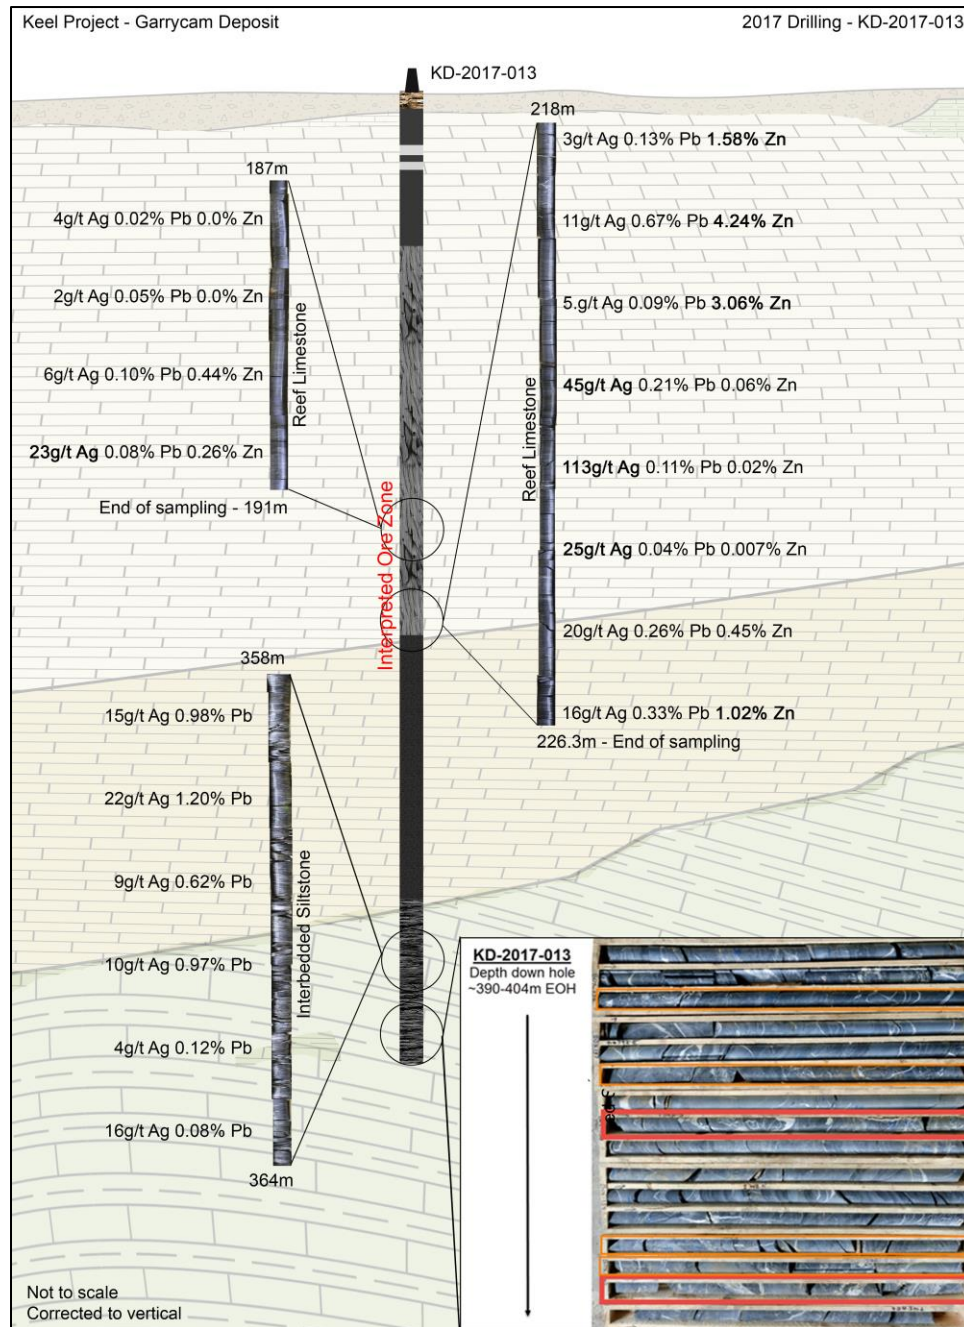 Keel Project - Garrycam Deposit
2017 Drilling - KD-2017-013
KD-2017-013
187m
4g/t Ag 0.02% Pb 0.0% Zn
2g/t Ag 0.05% Pb 0.0% Zn
6g/t Ag 0.10% Pb 0.44% Zn
23g/t Ag 0.08% Pb 0.26% Zn
Reef Limestone
End of sampling - 191m
218m
3g/t Ag 0.13% Pb 1.58% Zn
11g/t Ag 0.67% Pb 4.24% Zn
5.g/t Ag 0.09% Pb 3.06% Zn
45g/t Ag 0.21% Pb 0.06% Zn
113g/t Ag 0.11% Pb 0.02% Zn
25g/t Ag 0.04% Pb 0.007% Zn
20g/t Ag 0.26% Pb 0.45% Zn
16g/t Ag 0.33% Pb 1.02% Zn
Reef Limestone
226.3m - End of sampling
Interpreted Ore Zone
358m
15g/t Ag 0.98% Pb
22g/t Ag 1.20% Pb
9g/t Ag 0.62% Pb
10g/t Ag 0.97% Pb
4g/t Ag 0.12% Pb
16g/t Ag 0.08% Pb
Interbedded Siltstone
364m
KD-2017-013
Depth down hole
~390-404m EOH
Not to scale
Corrected to vertical